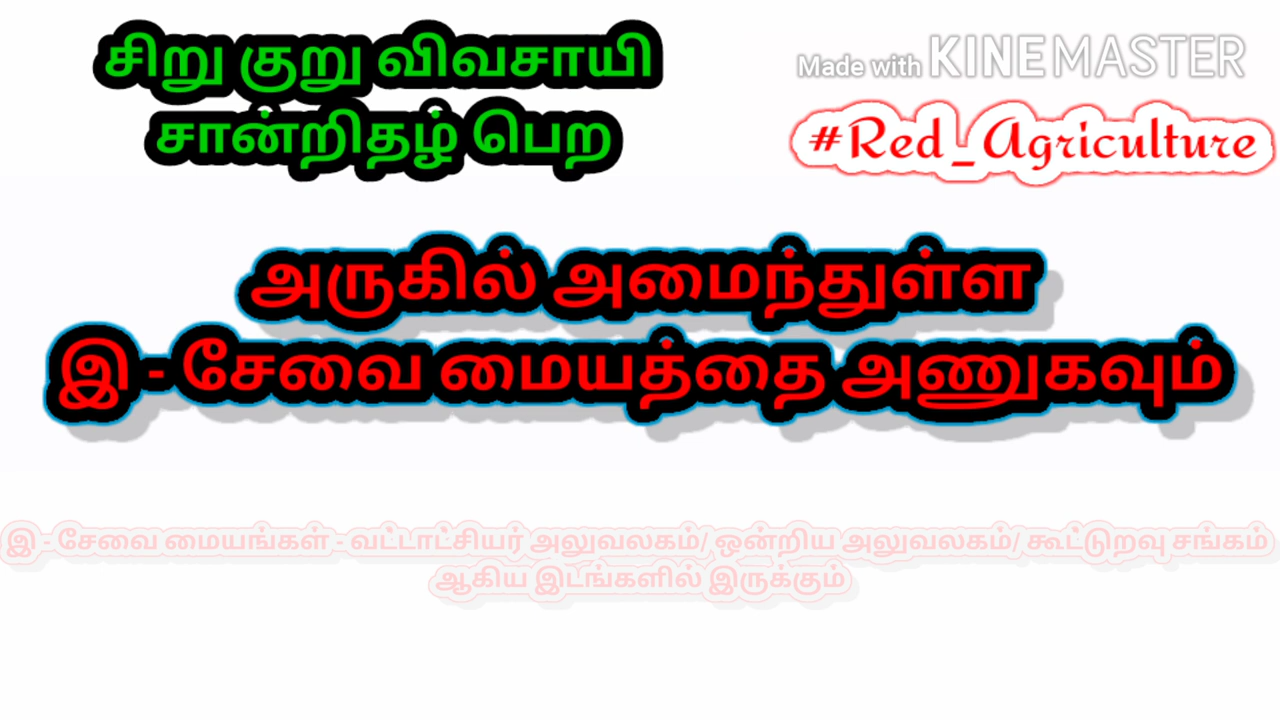 சிறு குறு விவசாயி
சான்றிதழ் பெற
Made with KINEMASTER
#Red_Agriculture
அருகில் அமைந்துள்ள
இ - சேவை மையத்தை அணுகவும்
இ - சேவை மையங்கள் - வட்டாட்சியர் அலுவலகம்/ ஒன்றிய அலுவலகம்/ கூட்டுறவு சங்கம்
ஆகிய இடங்களில் இருக்கும்